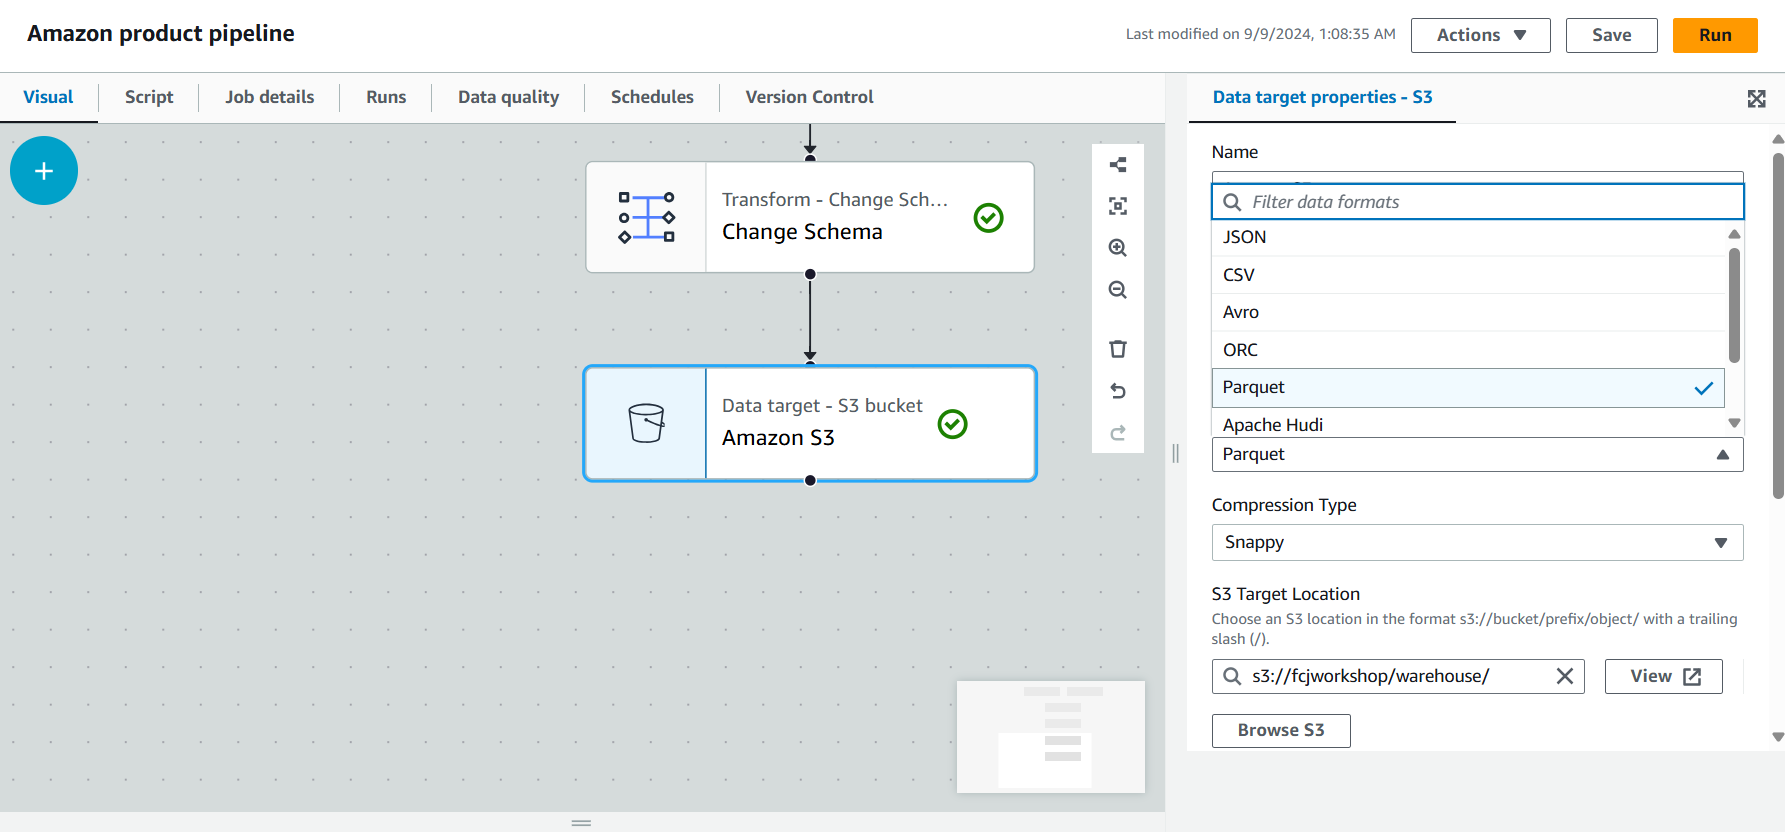 Amazon product pipeline
Last modified on 9/9/2024, 1:08:35 AM
Actions
Save
Run
Visual
Script
Job details
Runs
Data quality
Schedules
Version Control
Data target properties - S3
Transform - Change Sch...
Change Schema
Data target - S3 bucket
Amazon S3
Name
Filter data formats
JSON
CSV
Avro
ORC
Parquet
Apache Hudi
Parquet
Compression Type
Snappy
S3 Target Location
Choose an S3 location in the format s3://bucket/prefix/object/ with a trailing
slash (/).
s3://fcjworkshop/warehouse/
View
Browse S3